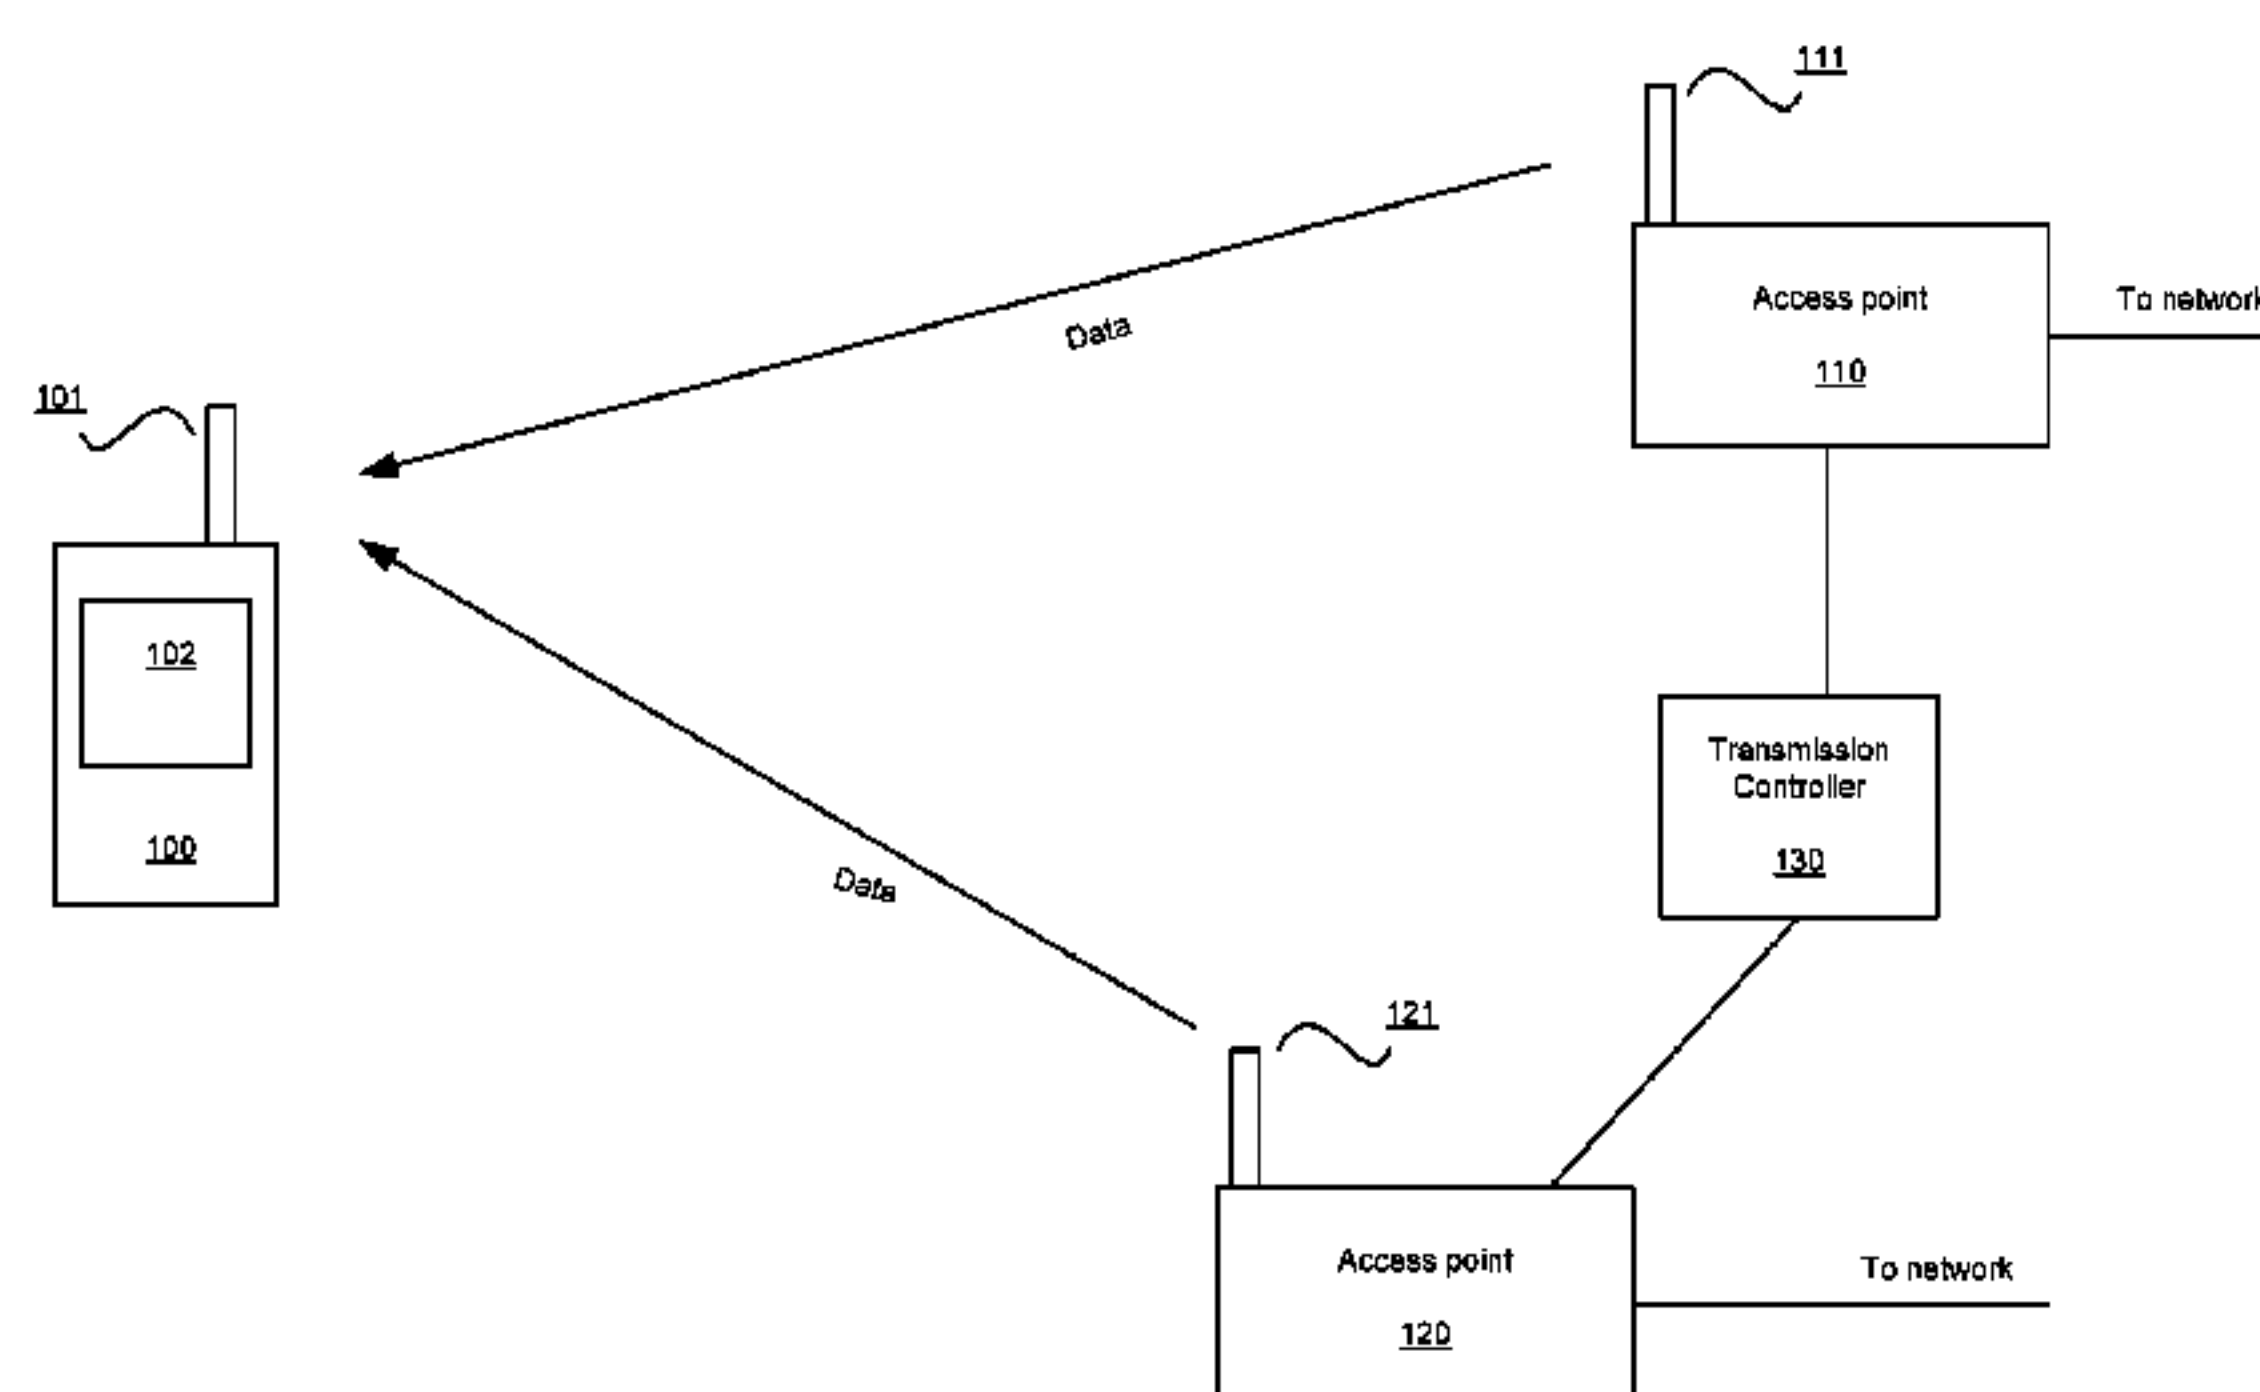 111
Access point
To network
110
Data
101
102
100
Transmission
Controller
130
Data
121
Access point
To network
120